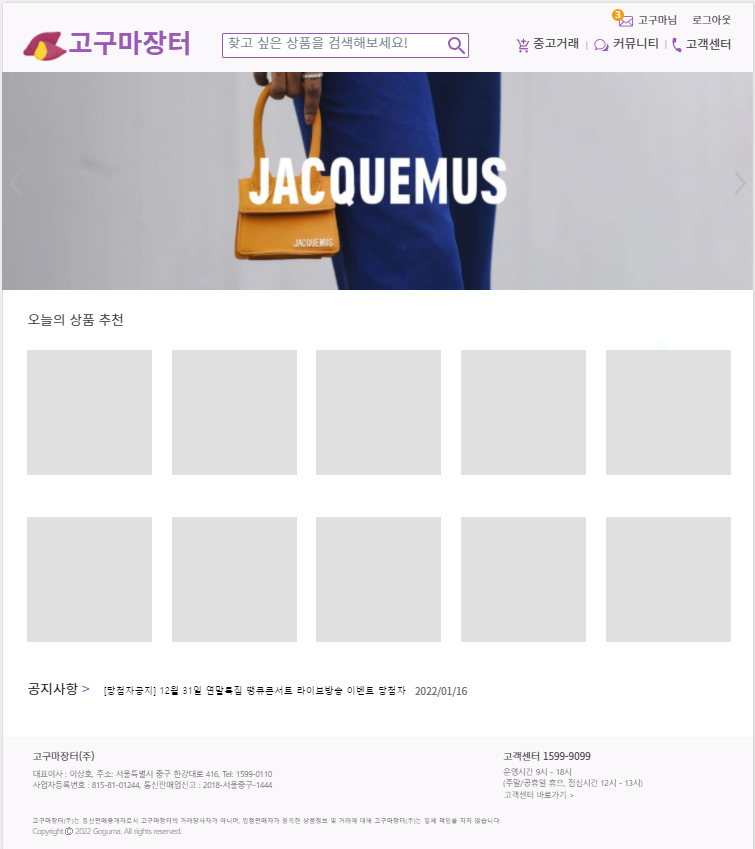 3 고구마님 로그아웃
고구마장터
찾고 싶은 상품을 검색해보세요!
중고거래 | 커뮤니티 | 고객센터
JACQUEMUS
JACQUEMUS
오늘의 상품 추천
공지사항 > [당첨자공지] 12월 31일 연말특집 땡큐콘서트 라이브방송 이벤트 당첨자 2022/01/16
고구마장터(주)
대표이사 : 이상호, 주소: 서울특별시 중구 한강대로 416, Tel: 1599-0110
사업자등록번호 : 815-81-01244, 통신판매업신고 : 2018-서울중구-1444
고객센터 1599-9099
운영시간 9시 - 18시
(주말/공휴일 휴무, 점심시간 12시 - 13시)
고객센터 바로가기 >
고구마장터(주)는 통신판매중개자로서 고구마장터의 거래당사자가 아니며, 입점판매자가 등록한 상품정보 및 거래에 대해 고구마장터(주)는 일체 책임을 지지 않습니다.
Copyright © 2022 Goguma. All rights reserved.